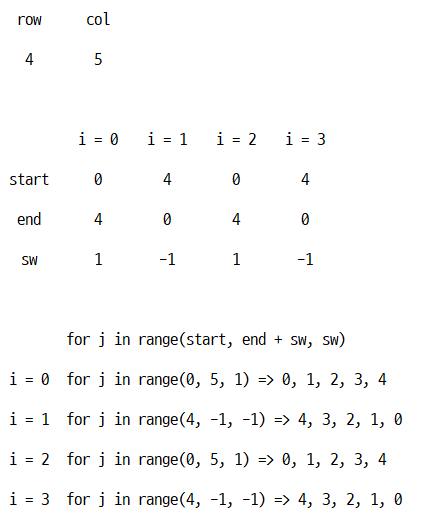 row col
4 5
i = 0 i = 1 i = 2 i = 3
start 0 4 0 4
end 4 0 4 0
sw 1 -1 1 -1
for j in range(start, end + sw, sw)
i = 0 for j in range(0, 5, 1) => 0, 1, 2, 3, 4
i = 1 for j in range(4, -1, -1) => 4, 3, 2, 1, 0
i = 2 for j in range(0, 5, 1) => 0, 1, 2, 3, 4
i = 3 for j in range(4, -1, -1) => 4, 3, 2, 1, 0